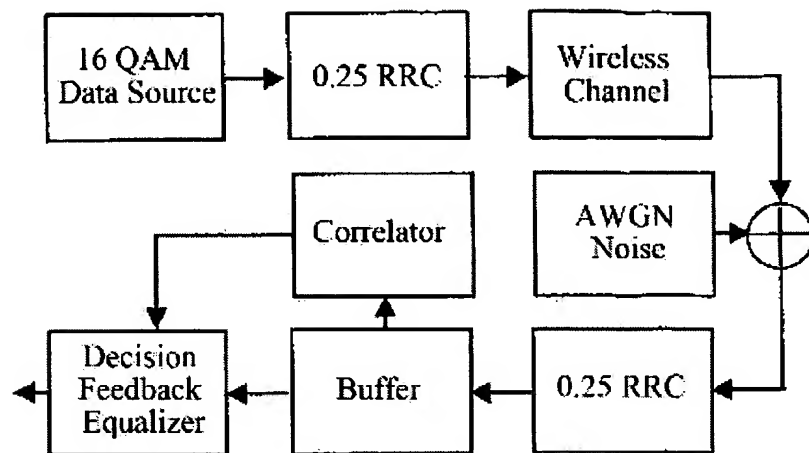 16 QAM
Data Source
0.25 RRC
Wireless
Channel
Correlator
AWGN
Noise
Decision
Feedback
Equalizer
Buffer
0.25 RRC